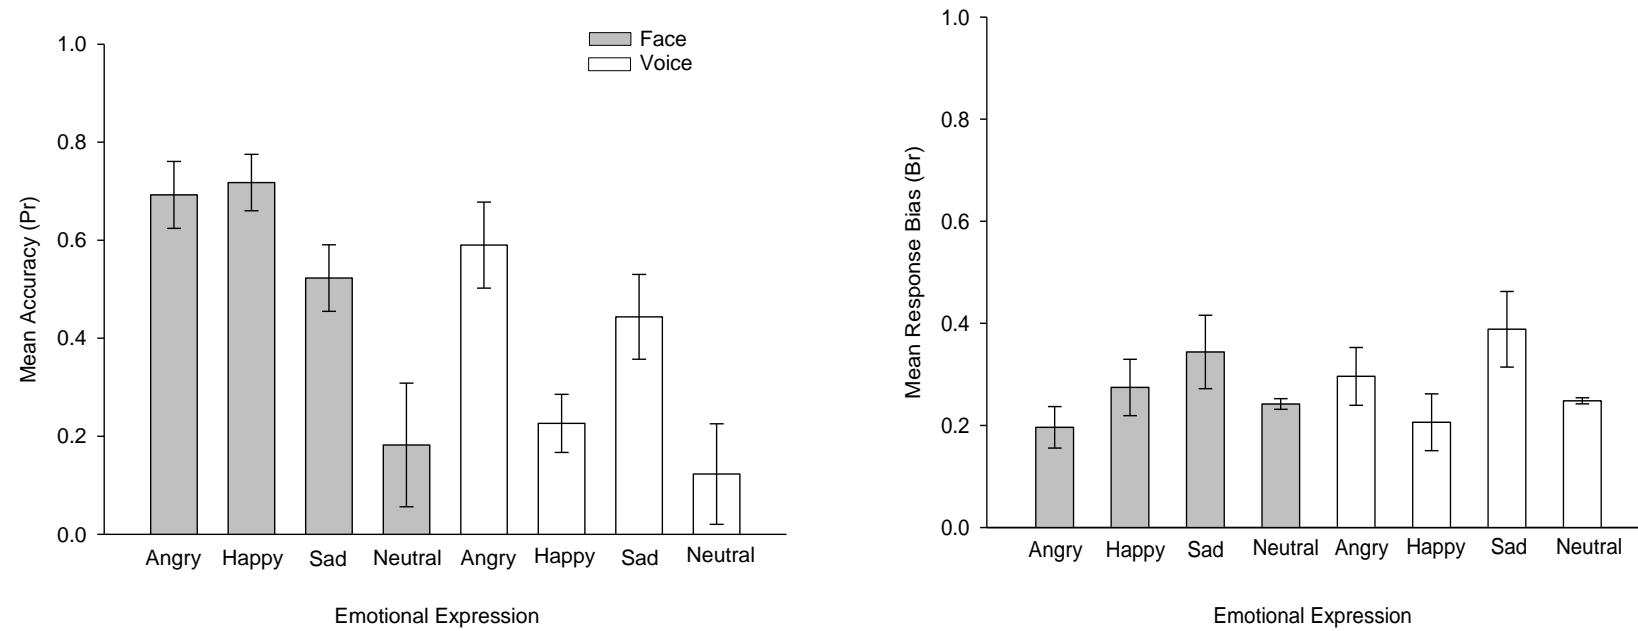 Face
Voice
Mean Accuracy (Pr)
1.0
0.8
0.6
0.4
0.2
0.0
Angry Happy Sad Neutral Angry Happy Sad Neutral
Emotional Expression
Mean Response Bias (Br)
1.0
0.8
0.6
0.4
0.2
0.0
Angry Happy Sad Neutral Angry Happy Sad Neutral
Emotional Expression